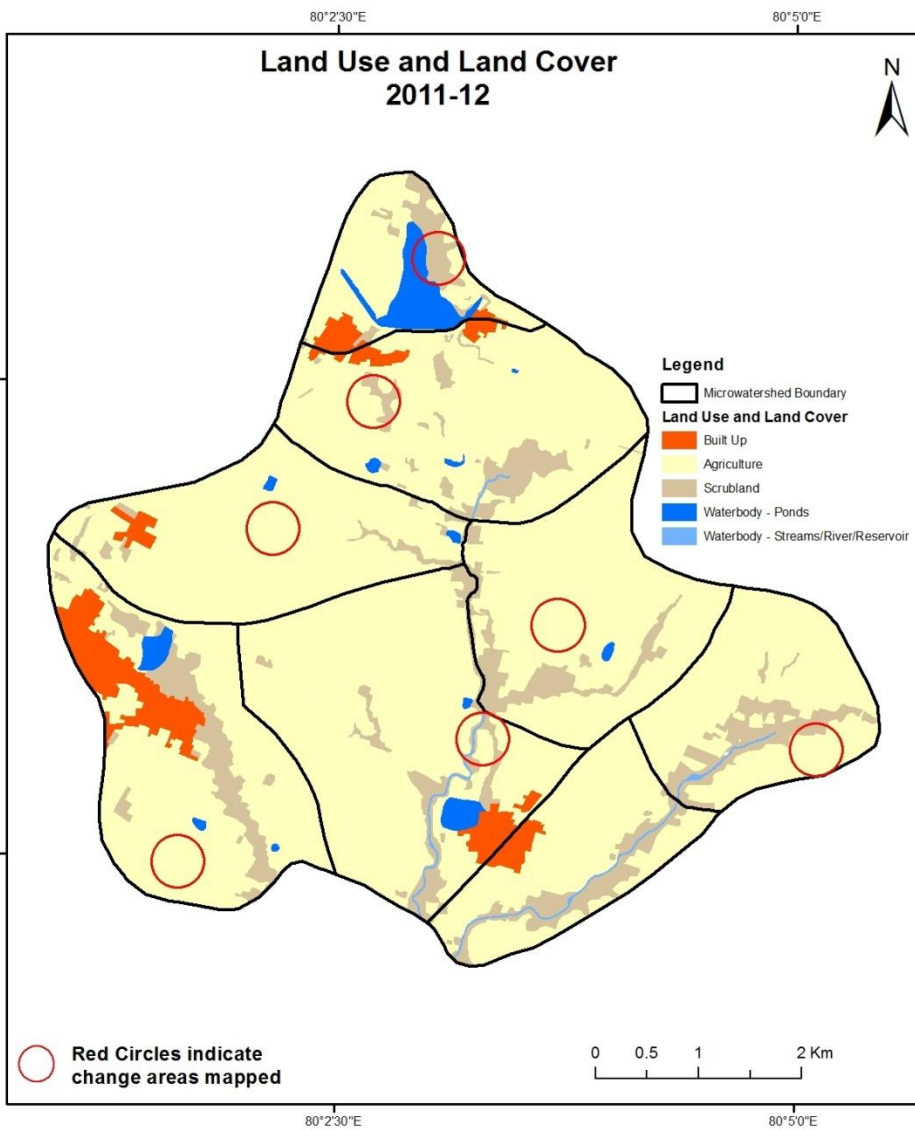 80°2'30"E
80°5'0"E
Land Use and Land Cover
2011-12
N
Legend
Microwatershed Boundary
Land Use and Land Cover
Built Up
Agriculture
Scrubland
Waterbody - Ponds
Waterbody - Streams/River/Reservoir
Red Circles indicate
change areas mapped
0 0.5 1 2 Km
80°2'30"E
80°5'0"E